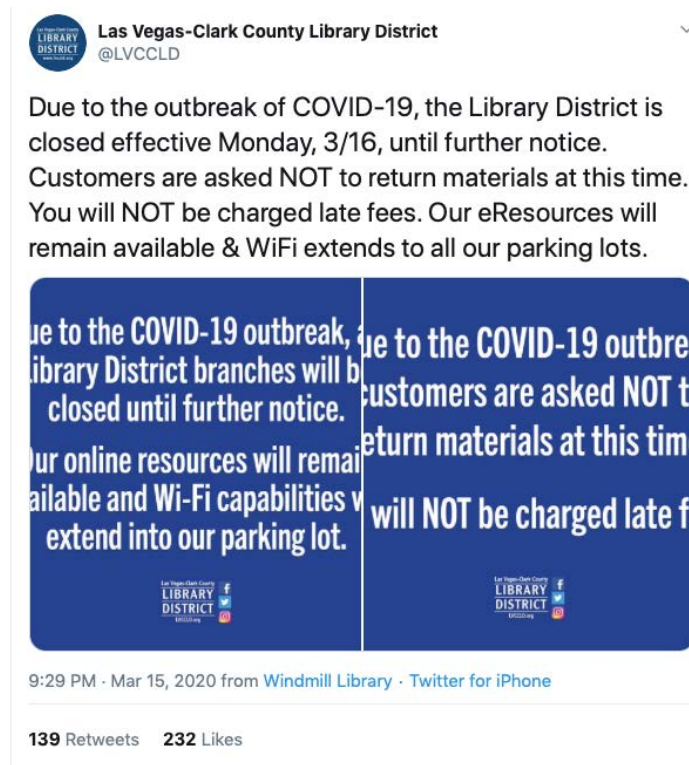 Las Vegas-Clark County Library District
@LVCCLD
Due to the outbreak of COVID-19, the Library District is
closed effective Monday, 3/16, until further notice.
Customers are asked NOT to return materials at this time.
You will NOT be charged late fees. Our eResources will
remain available & WiFi extends to all our parking lots.
ue to the COVID-19 outbreak, a
ibrary District branches will b
closed until further notice.
ur online resources will remai
ailable and Wi-Fi capabilities w
extend into our parking lot.
Las Vegas-Clark County
LIBRARY
DISTRICT
ue to the COVID-19 outbre
customers are asked NOT t
eturn materials at this tim
will NOT be charged late f
Las Vegas-Clark County
LIBRARY
DISTRICT
9:29 PM · Mar 15, 2020 from Windmill Library · Twitter for iPhone
139 Retweets 232 Likes